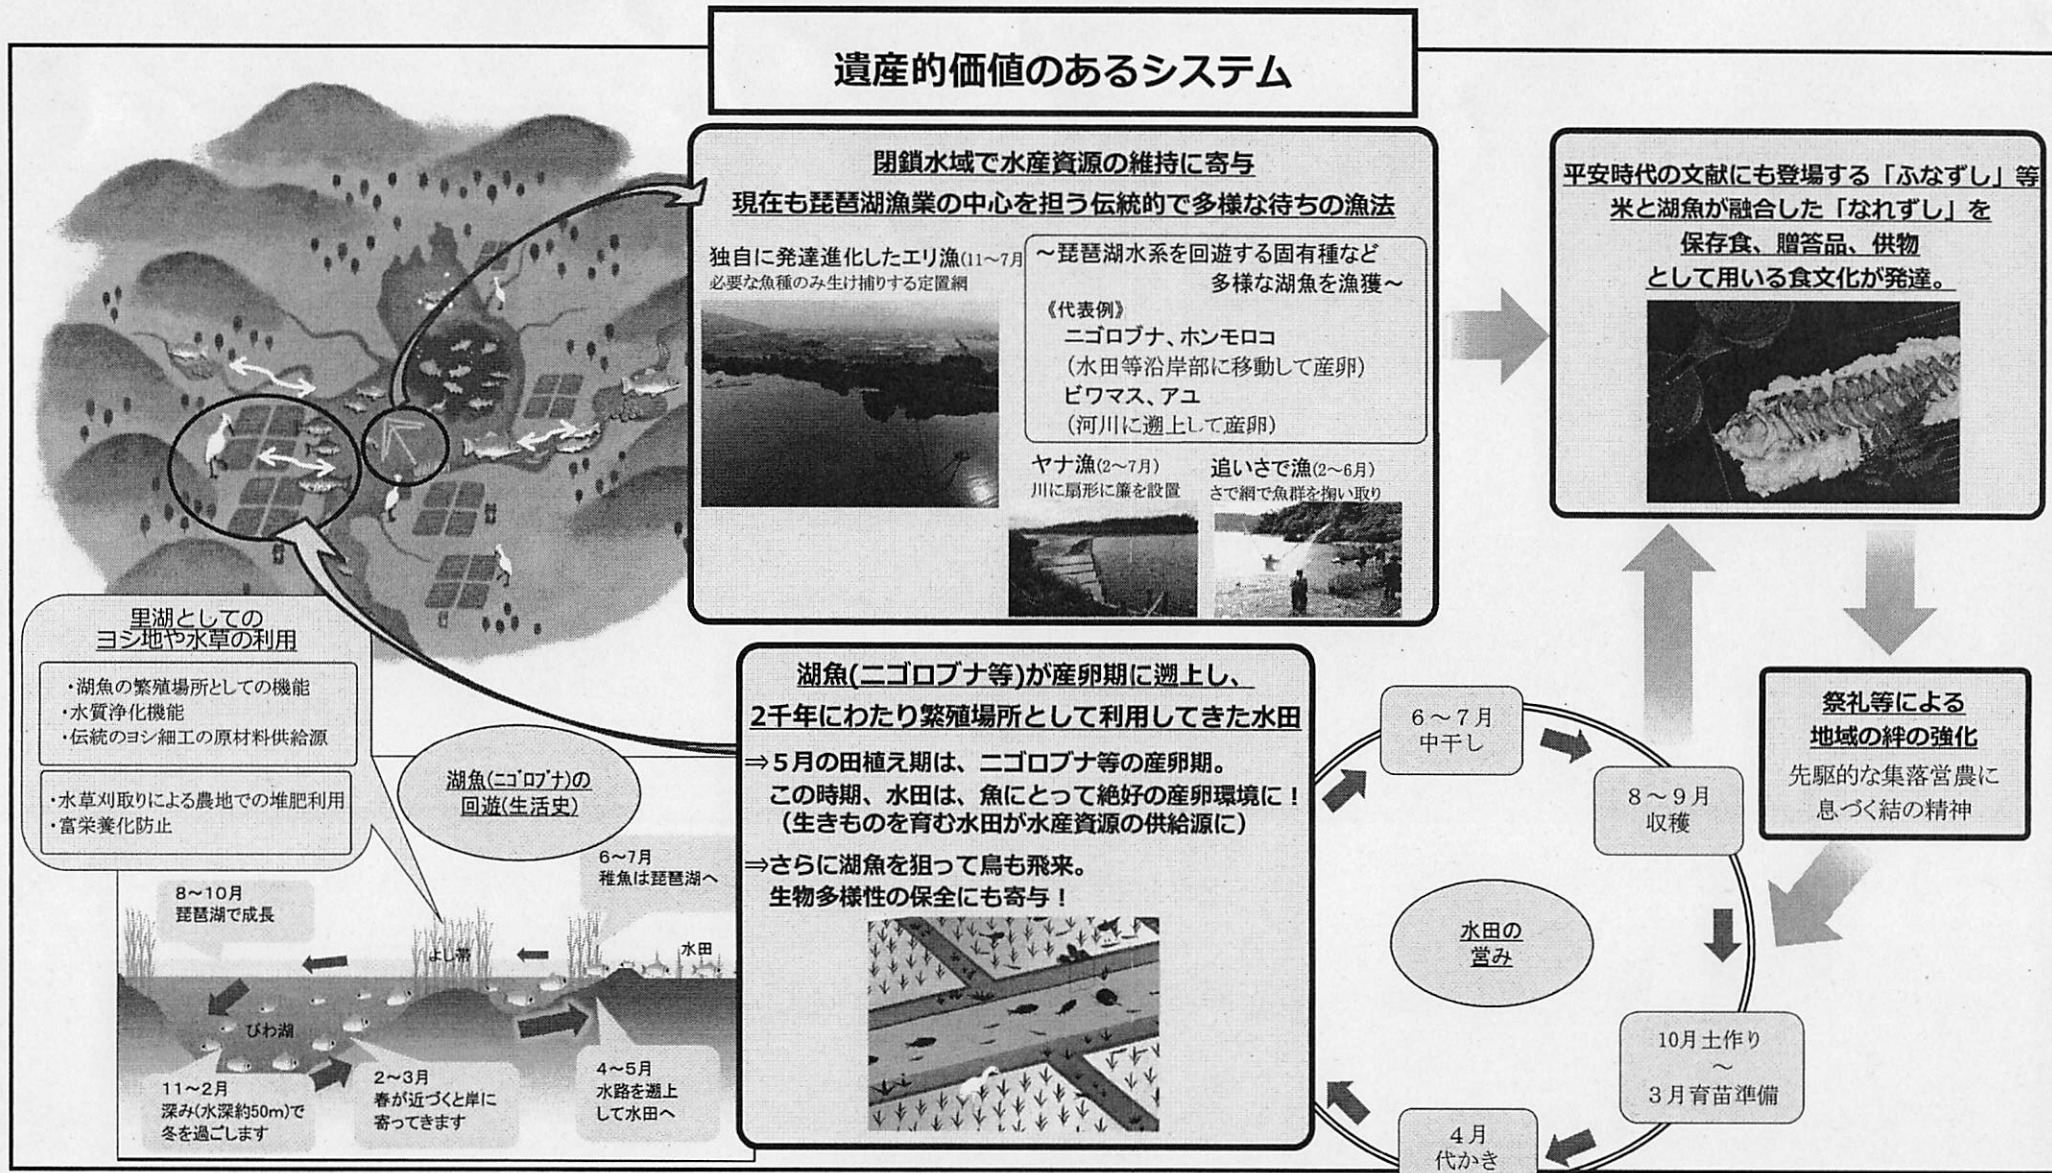 遺産的価値のあるシステム
閉鎖水域で水産資源の維持に寄与
現在も琵琶湖漁業の中心を担う伝統的で多様な待ちの漁法
独自に発達進化したエリ漁(11～7月
必要な魚種のみ生け捕りする定置網
～琵琶湖水系を回遊する固有種など
多様な湖魚を漁獲～
《代表例》
ニゴロブナ、ホンモロコ
(水田等沿岸部に移動して産卵)
ビワマス、アユ
(河川に遡上して産卵)
ヤナ漁(2～7月)
川に扇形に簾を設置
追いさで漁(2～6月)
さで網で魚群を掬い取り
平安時代の文献にも登場する「ふなずし」等
米と湖魚が融合した「なれずし」を
保存食、贈答品、供物
として用いる食文化が発達。
里湖としての
ヨシ地や水草の利用
・湖魚の繁殖場所としての機能
・水質浄化機能
・伝統のヨシ細工の原材料供給源
・水草刈取りによる農地での堆肥利用
・富栄養化防止
湖魚(ニゴロブナ)の
回遊(生活史)
8～10月
琵琶湖で成長
6～7月
稚魚は琵琶湖へ
よし帯
水田
びわ湖
11～2月
深み(水深約50m)で
冬を過ごします
2～3月
春が近づくと岸に
寄ってきます
4～5月
水路を遡上
して水田へ
湖魚(ニゴロブナ等)が産卵期に遡上し、
2千年にわたり繁殖場所として利用してきた水田
⇒5月の田植え期は、ニゴロブナ等の産卵期。
この時期、水田は、魚にとって絶好の産卵環境に！
(生きものを育む水田が水産資源の供給源に)
⇒さらに湖魚を狙って鳥も飛来。
生物多様性の保全にも寄与！
6～7月
中干し
8～9月
収穫
水田の
営み
10月土作り
～
3月育苗準備
4月
代かき
祭礼等による
地域の絆の強化
先駆的な集落営農に
息づく結の精神